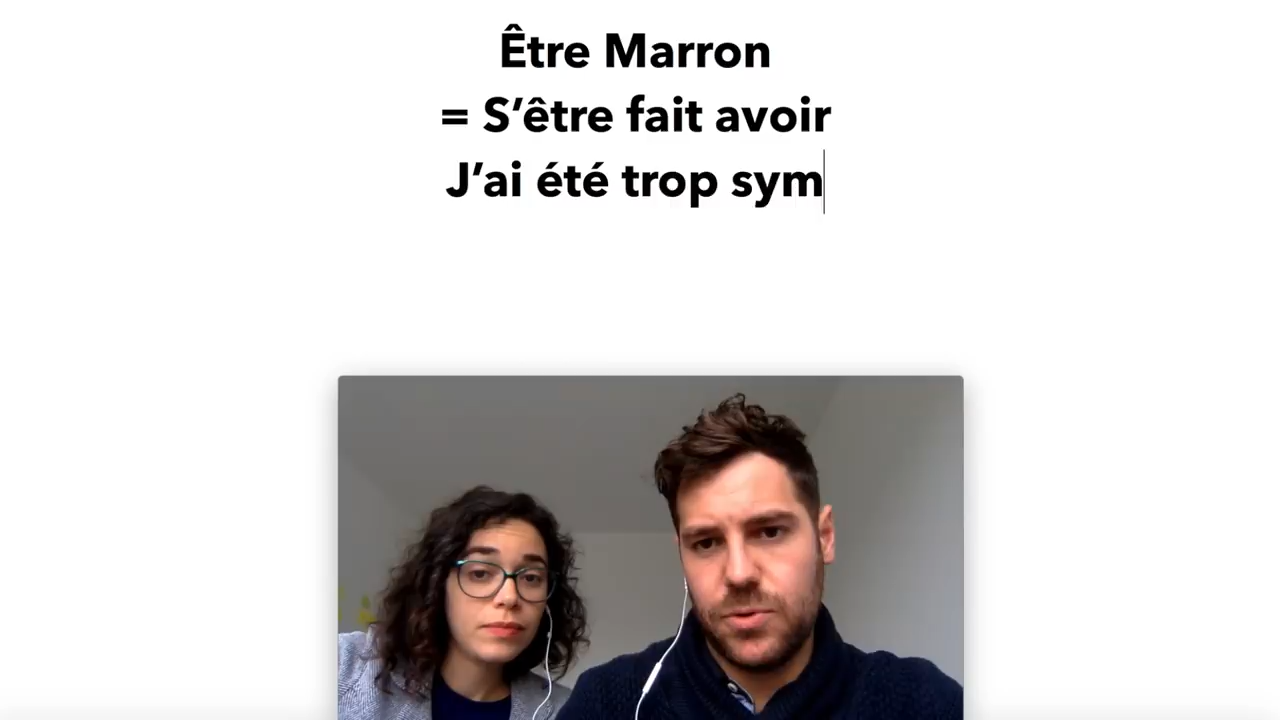 Être Marron
= S’être fait avoir
J’ai été trop sym